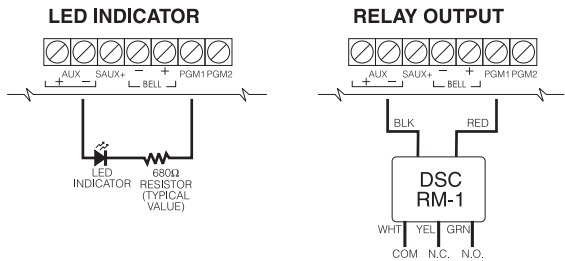 LED INDICATOR
AUX SAUX+ − + PGM1 PGM2
+ − BELL
LED
INDICATOR
680Ω
RESISTOR
(TYPICAL
VALUE)
RELAY OUTPUT
AUX SAUX+ − + PGM1 PGM2
+ − BELL
BLK RED
DSC
RM-1
WHT YEL GRN
COM N.C. N.O.